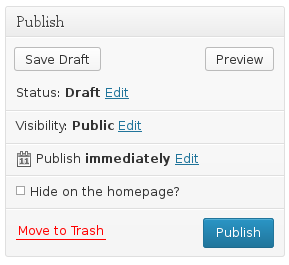 Publish
Save Draft Preview
Status: Draft Edit
Visibility: Public Edit
11 Publish immediately Edit
Hide on the homepage?
Move to Trash Publish